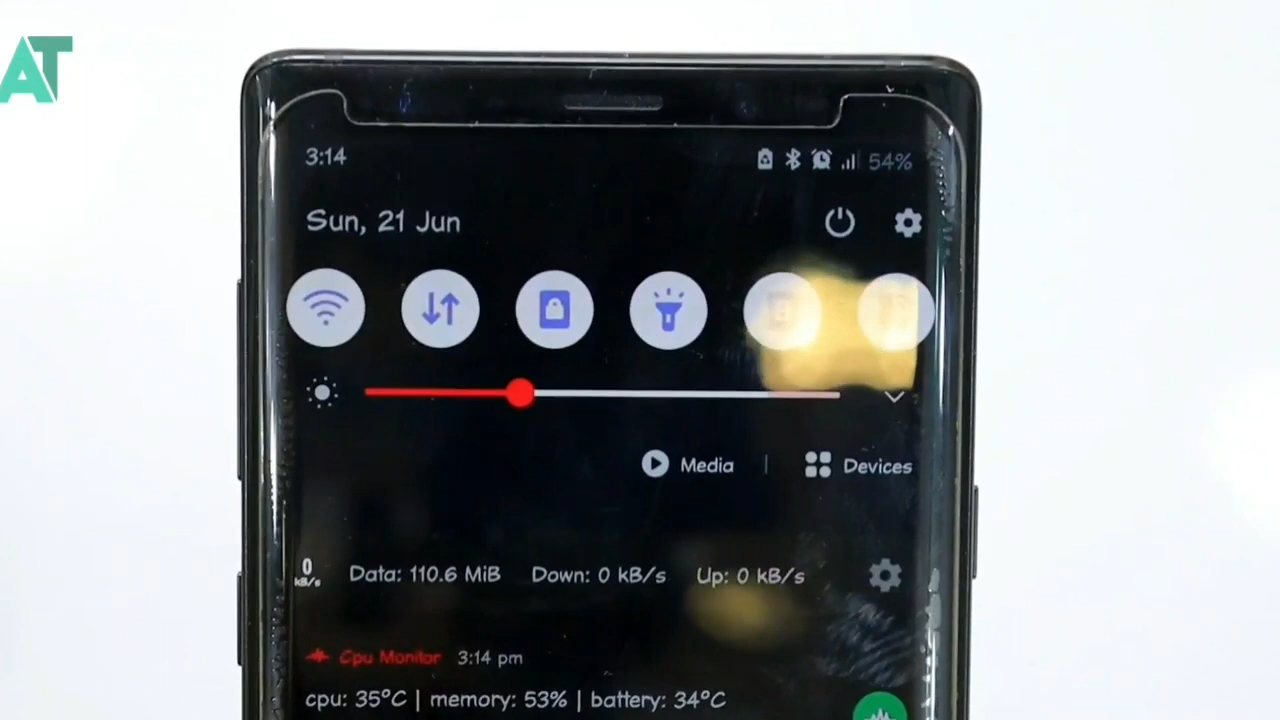 AT
3:14
54%
Sun, 21 Jun
Media | Devices
0 kB/s
Data: 110.6 MiB Down: 0 kB/s Up: 0 kB/s
Cpu Monitor 3:14 pm
cpu: 35°C | memory: 53% | battery: 34°C